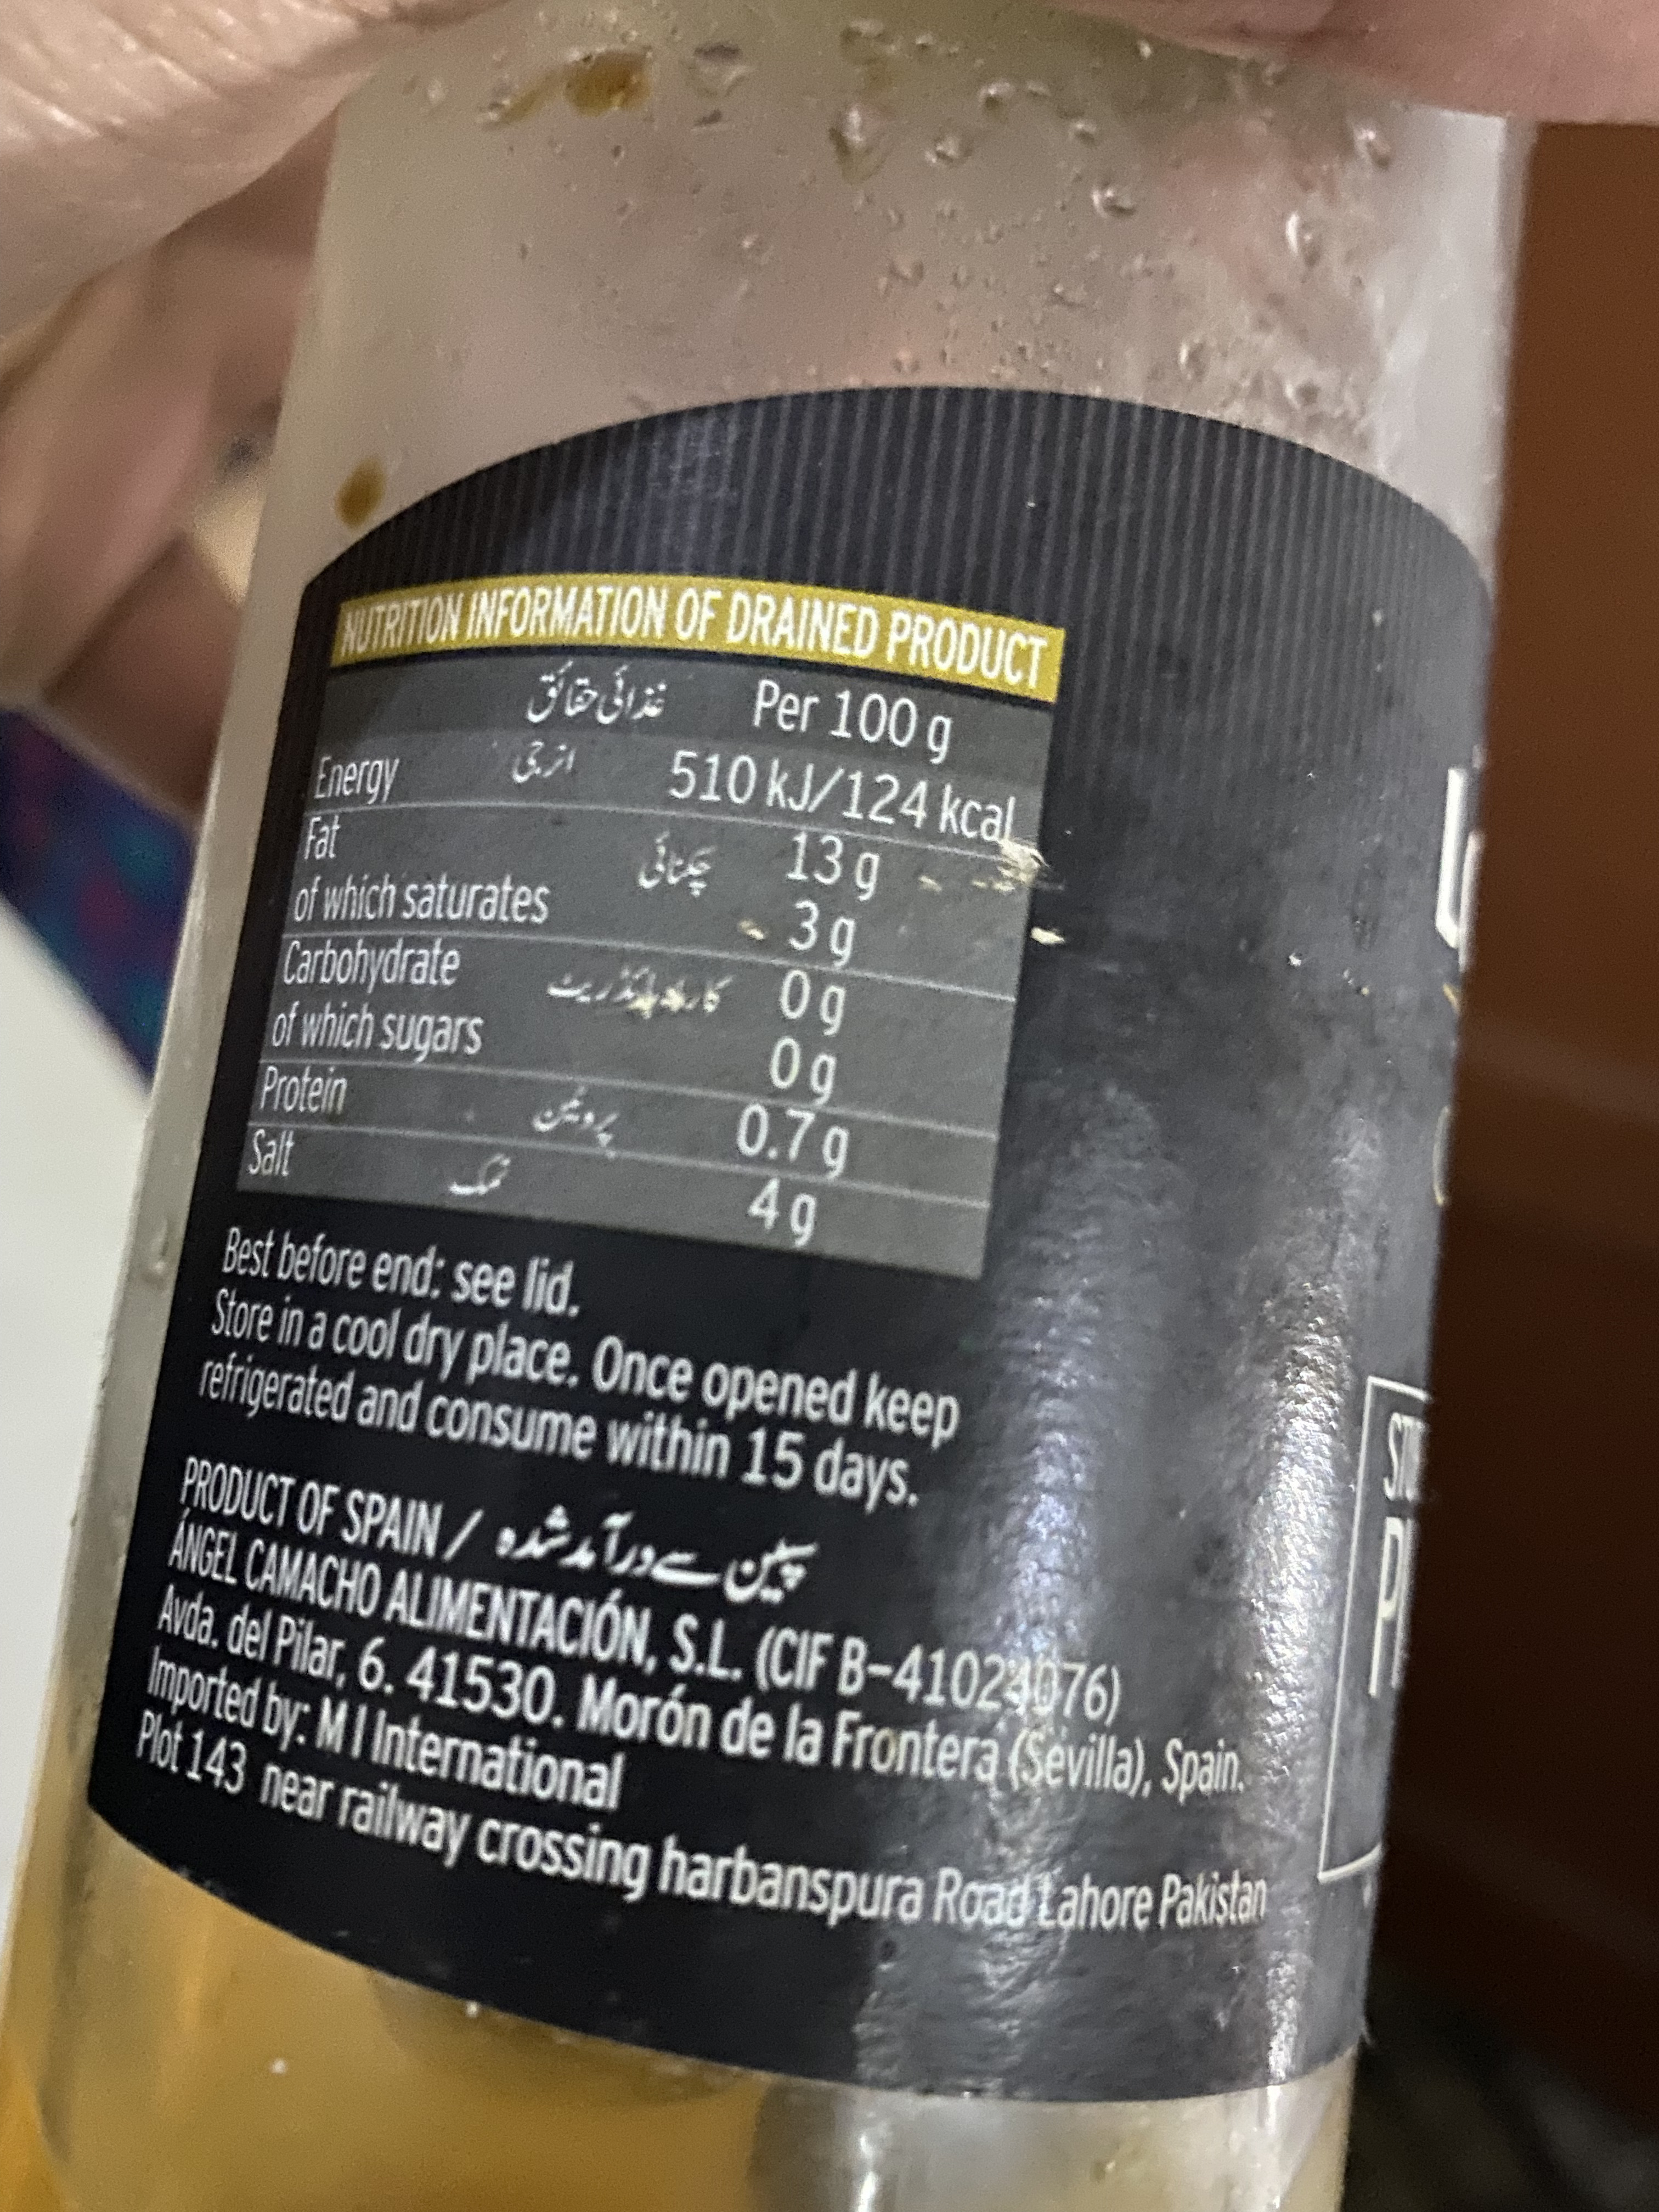 NUTRITION INFORMATION OF DRAINED PRODUCT
غذائی حقائق Per 100 g
Energy انرجی 510 kJ/124 kcal
Fat چکنائی 13 g
of which saturates 3 g
Carbohydrate کاربوہائیڈریٹ 0 g
of which sugars 0 g
Protein پروٹین 0.7 g
Salt نمک 4 g
Best before end: see lid.
Store in a cool dry place. Once opened keep
refrigerated and consume within 15 days.
PRODUCT OF SPAIN / سپین سے درآمد شدہ
ÁNGEL CAMACHO ALIMENTACIÓN, S.L. (CIF B-41024076)
Avda. del Pilar, 6. 41530. Morón de la Frontera (Sevilla), Spain.
Imported by: M I International
Plot 143 near railway crossing harbanspura Road Lahore Pakistan